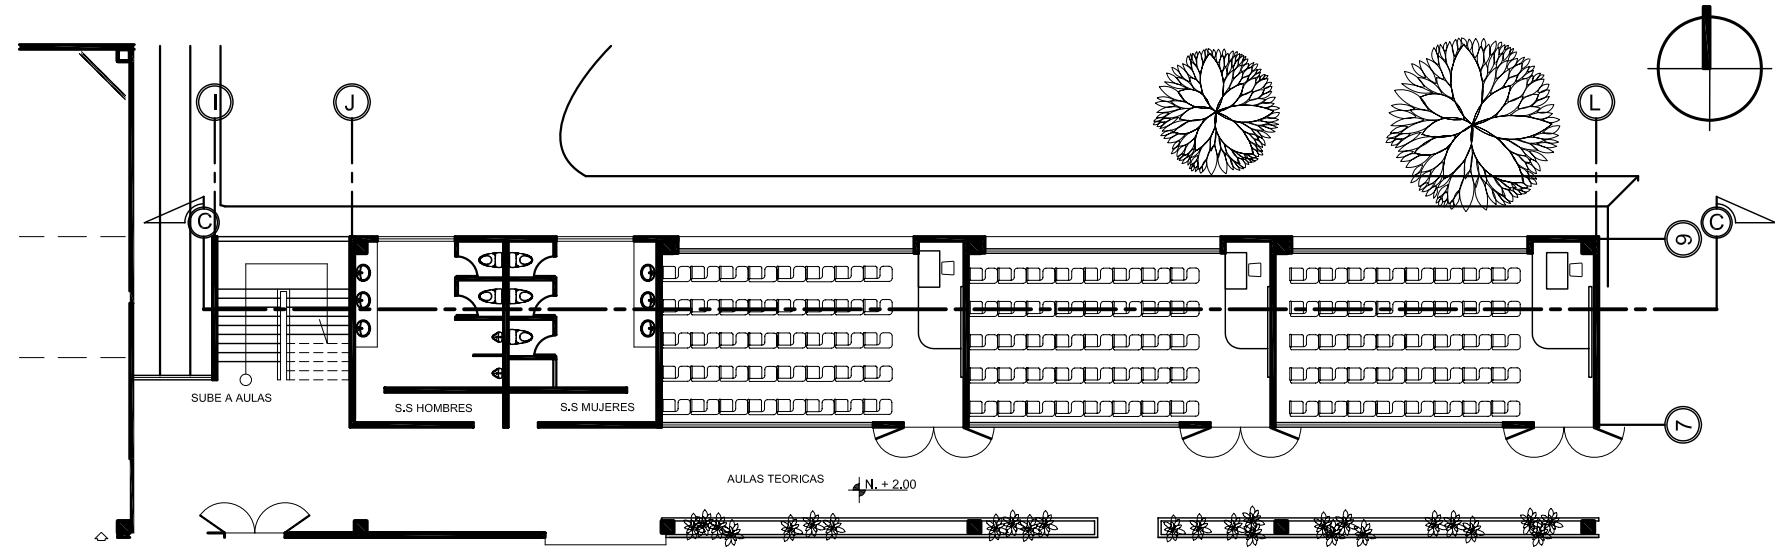 I
J
L
C
C
9
7
SUBE A AULAS
S.S HOMBRES
S.S MUJERES
AULAS TEORICAS
N. + 2.00